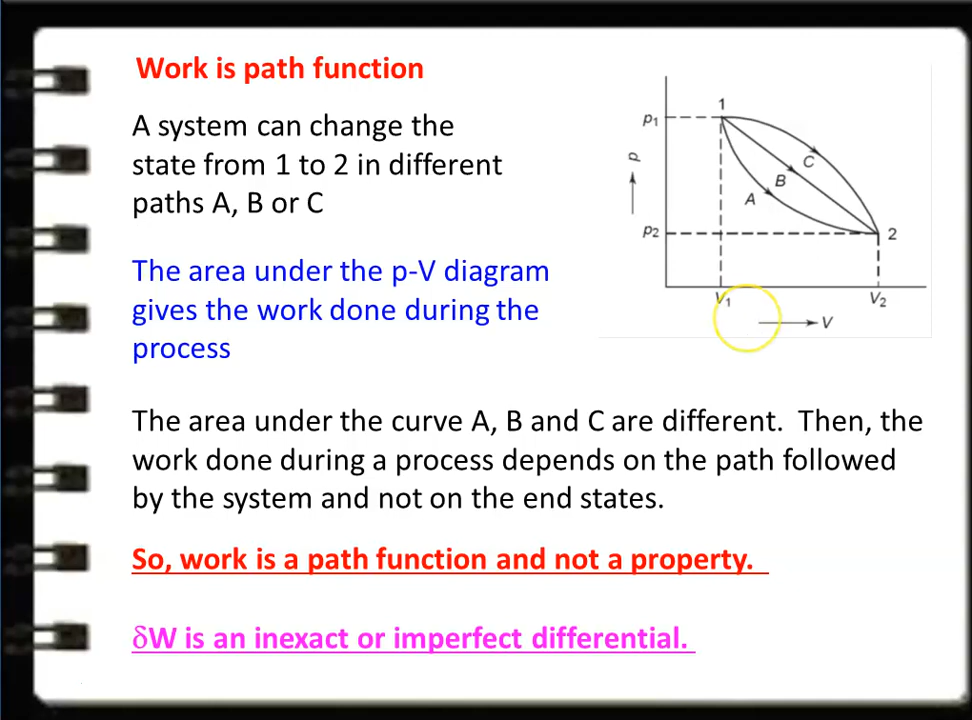 Work is path function
A system can change the
state from 1 to 2 in different
paths A, B or C
The area under the p-V diagram
gives the work done during the
process
1
p1
C
p
B
A
p2
2
V1
V2
V
The area under the curve A, B and C are different. Then, the
work done during a process depends on the path followed
by the system and not on the end states.
So, work is a path function and not a property.
δW is an inexact or imperfect differential.